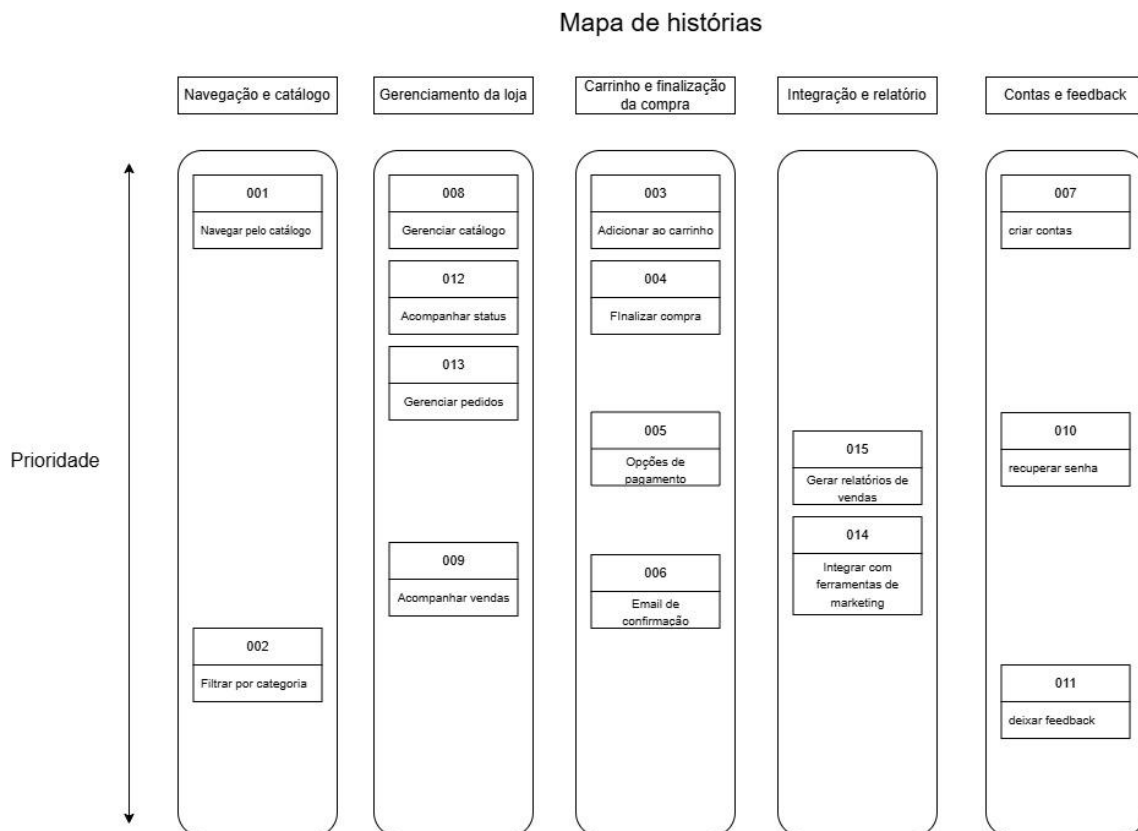 Mapa de histórias
Navegação e catálogo
Gerenciamento da loja
Carrinho e finalização
da compra
Integração e relatório
Contas e feedback
Prioridade
001
Navegar pelo catálogo
002
Filtrar por categoria
008
Gerenciar catálogo
012
Acompanhar status
013
Gerenciar pedidos
009
Acompanhar vendas
003
Adicionar ao carrinho
004
FInalizar compra
005
Opções de
pagamento
006
Email de
confirmação
015
Gerar relatórios de
vendas
014
Integrar com
ferramentas de
marketing
007
criar contas
010
recuperar senha
011
deixar feedback